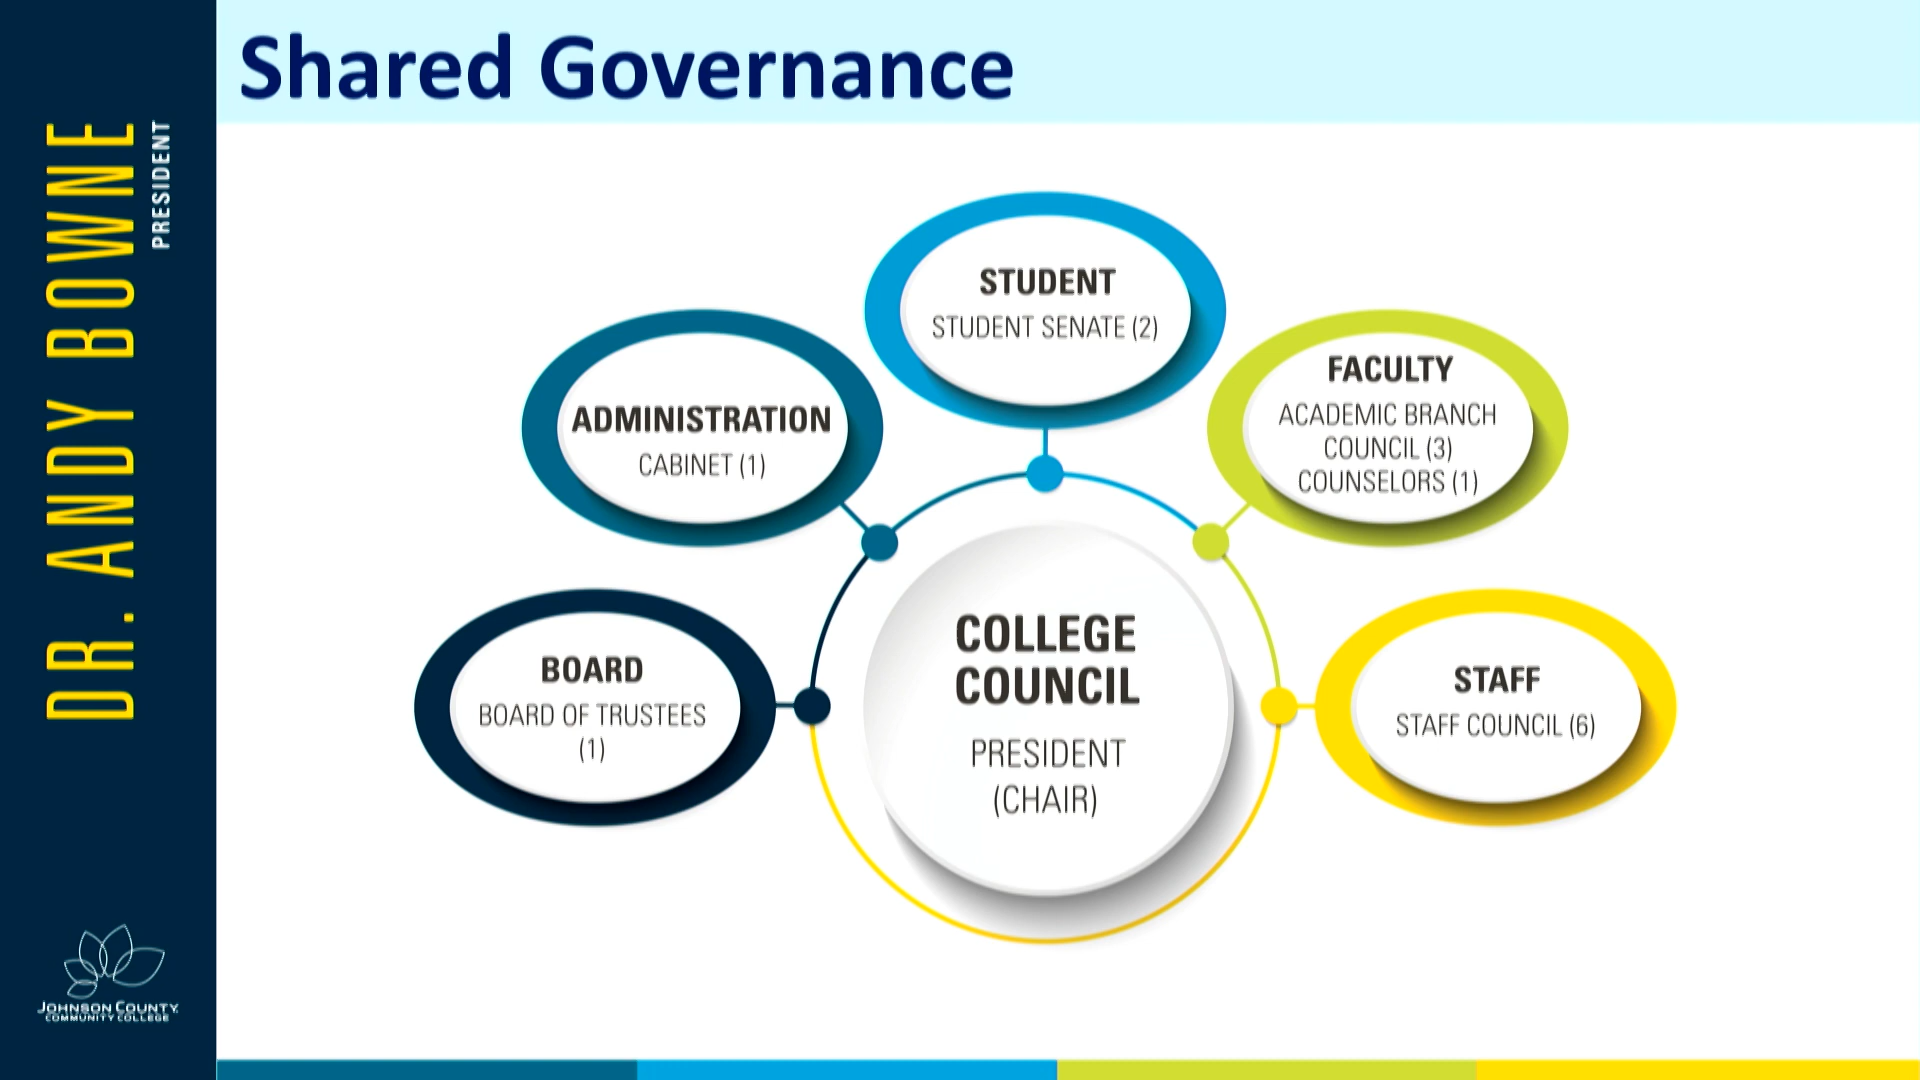 Shared Governance
DR. ANDY BOWNE
PRESIDENT
STUDENT
STUDENT SENATE (2)
ADMINISTRATION
CABINET (1)
FACULTY
ACADEMIC BRANCH
COUNCIL (3)
COUNSELORS (1)
BOARD
BOARD OF TRUSTEES
(1)
COLLEGE
COUNCIL
PRESIDENT
(CHAIR)
STAFF
STAFF COUNCIL (6)
JOHNSON COUNTY
COMMUNITY COLLEGE